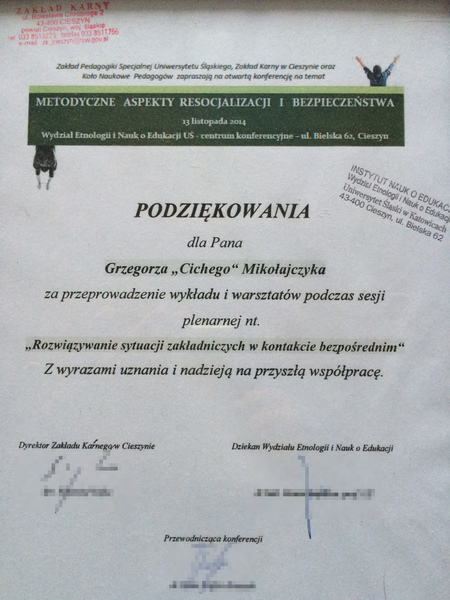 ZAKŁAD KARNY
43-400 CIESZYN
Zakład Pedagogiki Specjalnej Uniwersytetu Śląskiego, Zakład Karny w Cieszynie oraz
Koło Naukowe Pedagogów zapraszają na otwartą konferencję na temat
METODYCZNE ASPEKTY RESOCJALIZACJI I BEZPIECZEŃSTWA
13 listopada 2014
Wydział Etnologii i Nauk o Edukacji UŚ - centrum konferencyjne – ul. Bielska 62, Cieszyn
INSTYTUT NAUK O EDUKACJI
Wydział Etnologii i Nauk o Edukacji
Uniwersytet Śląski w Katowicach
43-400 Cieszyn, ul. Bielska 62
PODZIĘKOWANIA
dla Pana
Grzegorza „Cichego" Mikołajczyka
za przeprowadzenie wykładu i warsztatów podczas sesji
plenarnej nt.
„Rozwiązywanie sytuacji zakładniczych w kontakcie bezpośrednim"
Z wyrazami uznania i nadzieją na przyszłą współpracę.
Dyrektor Zakładu Karnego w Cieszynie
Dziekan Wydziału Etnologii i Nauk o Edukacji
Przewodnicząca konferencji